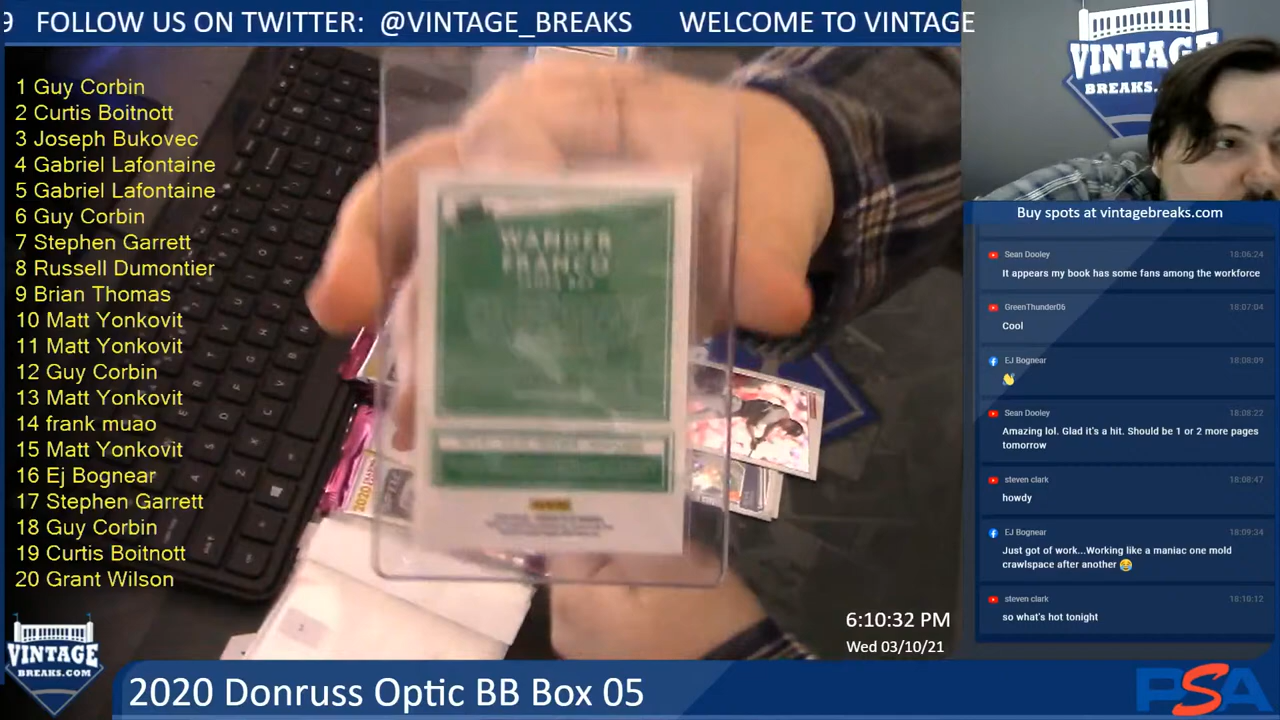 9 FOLLOW US ON TWITTER: @VINTAGE_BREAKS WELCOME TO VINTAGE
1 Guy Corbin
2 Curtis Boitnott
3 Joseph Bukovec
4 Gabriel Lafontaine
5 Gabriel Lafontaine
6 Guy Corbin
7 Stephen Garrett
8 Russell Dumontier
9 Brian Thomas
10 Matt Yonkovit
11 Matt Yonkovit
12 Guy Corbin
13 Matt Yonkovit
14 frank muao
15 Matt Yonkovit
16 Ej Bognear
17 Stephen Garrett
18 Guy Corbin
19 Curtis Boitnott
20 Grant Wilson
WANDER
FRANCO
2020
VINTAGE
BREAKS.
Buy spots at vintagebreaks.com
Sean Dooley 18:06:24
It appears my book has some fans among the workforce
GreenThunder06 18:07:04
Cool
EJ Bognear 18:08:09
👋
Sean Dooley 18:08:22
Amazing lol. Glad it's a hit. Should be 1 or 2 more pages
tomorrow
steven clark 18:08:47
howdy
EJ Bognear 18:09:34
Just got of work...Working like a maniac one mold
crawlspace after another 😂
steven clark 18:10:12
so what's hot tonight
6:10:32 PM
Wed 03/10/21
VINTAGE
BREAKS.COM
2020 Donruss Optic BB Box 05
PSA